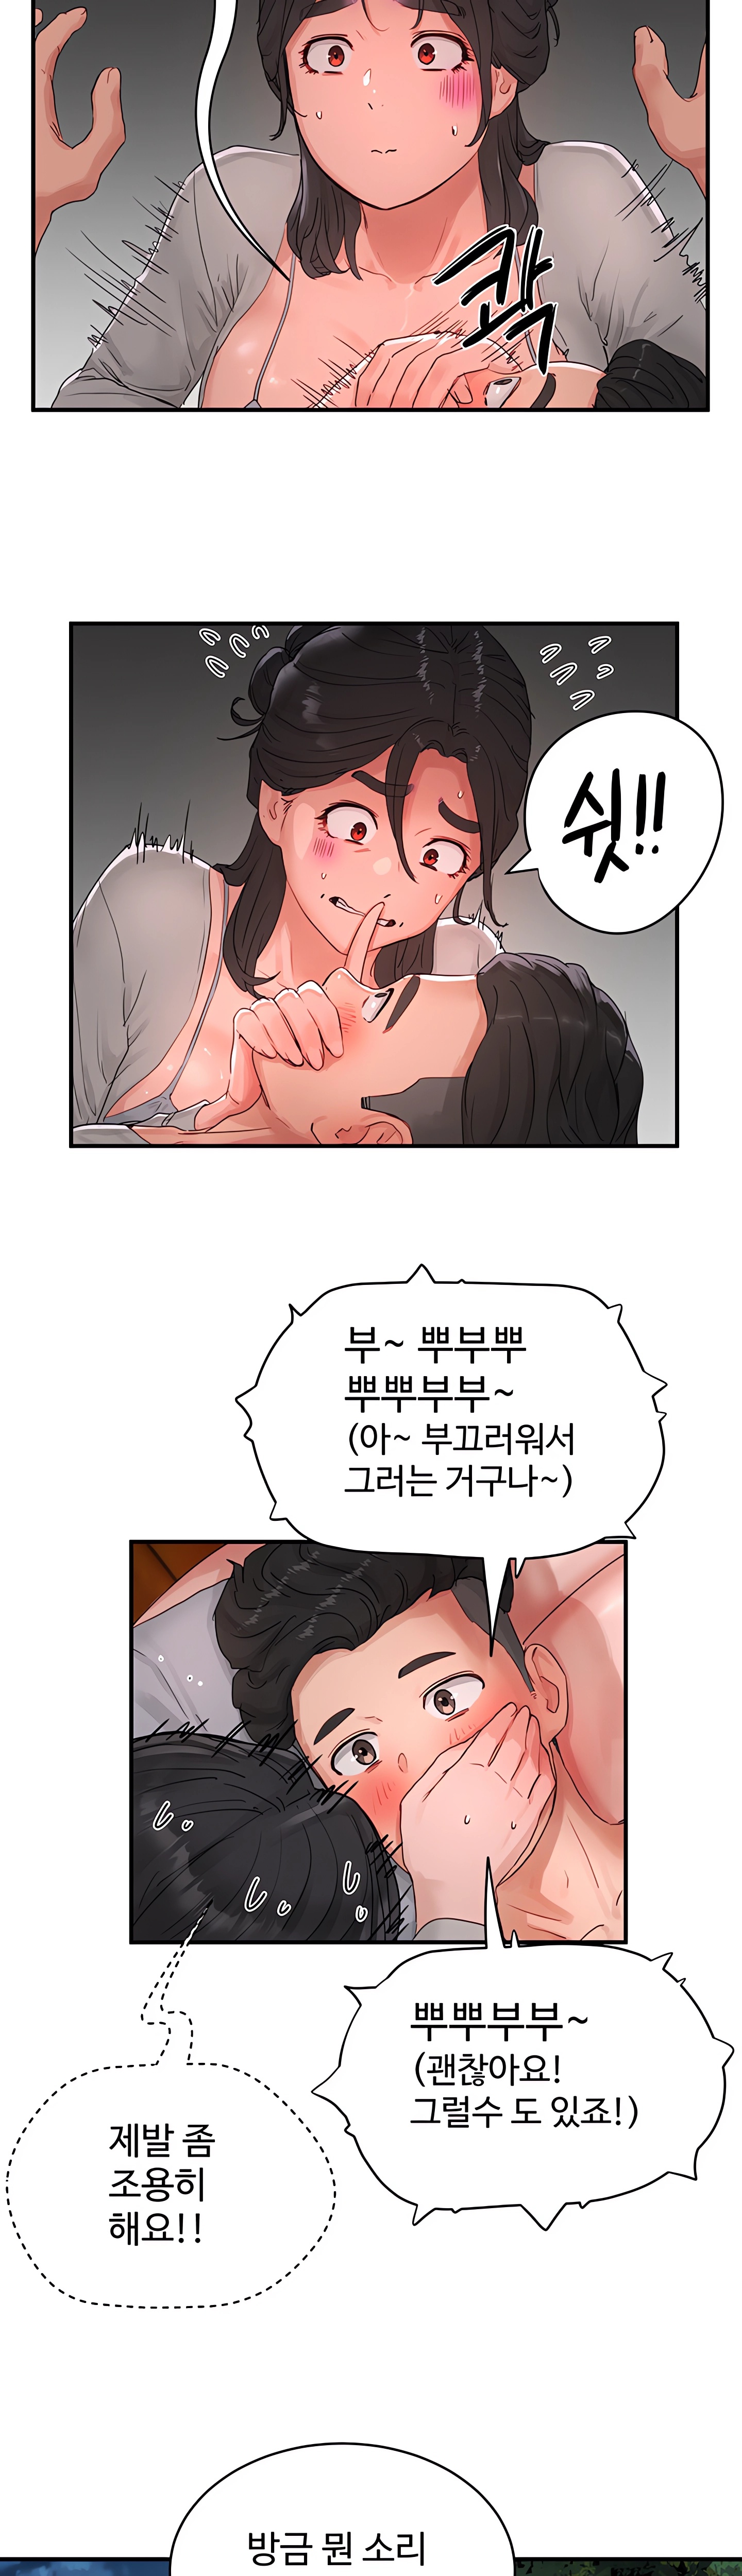 콱
쉿!!
부~ 뿌부뿌
뿌뿌부부~
(아~ 부끄러워서
그러는 거구나~)
뿌뿌부부~
(괜찮아요!
그럴수 도 있죠!)
제발 좀
조용히
해요!!
방금 뭔 소리